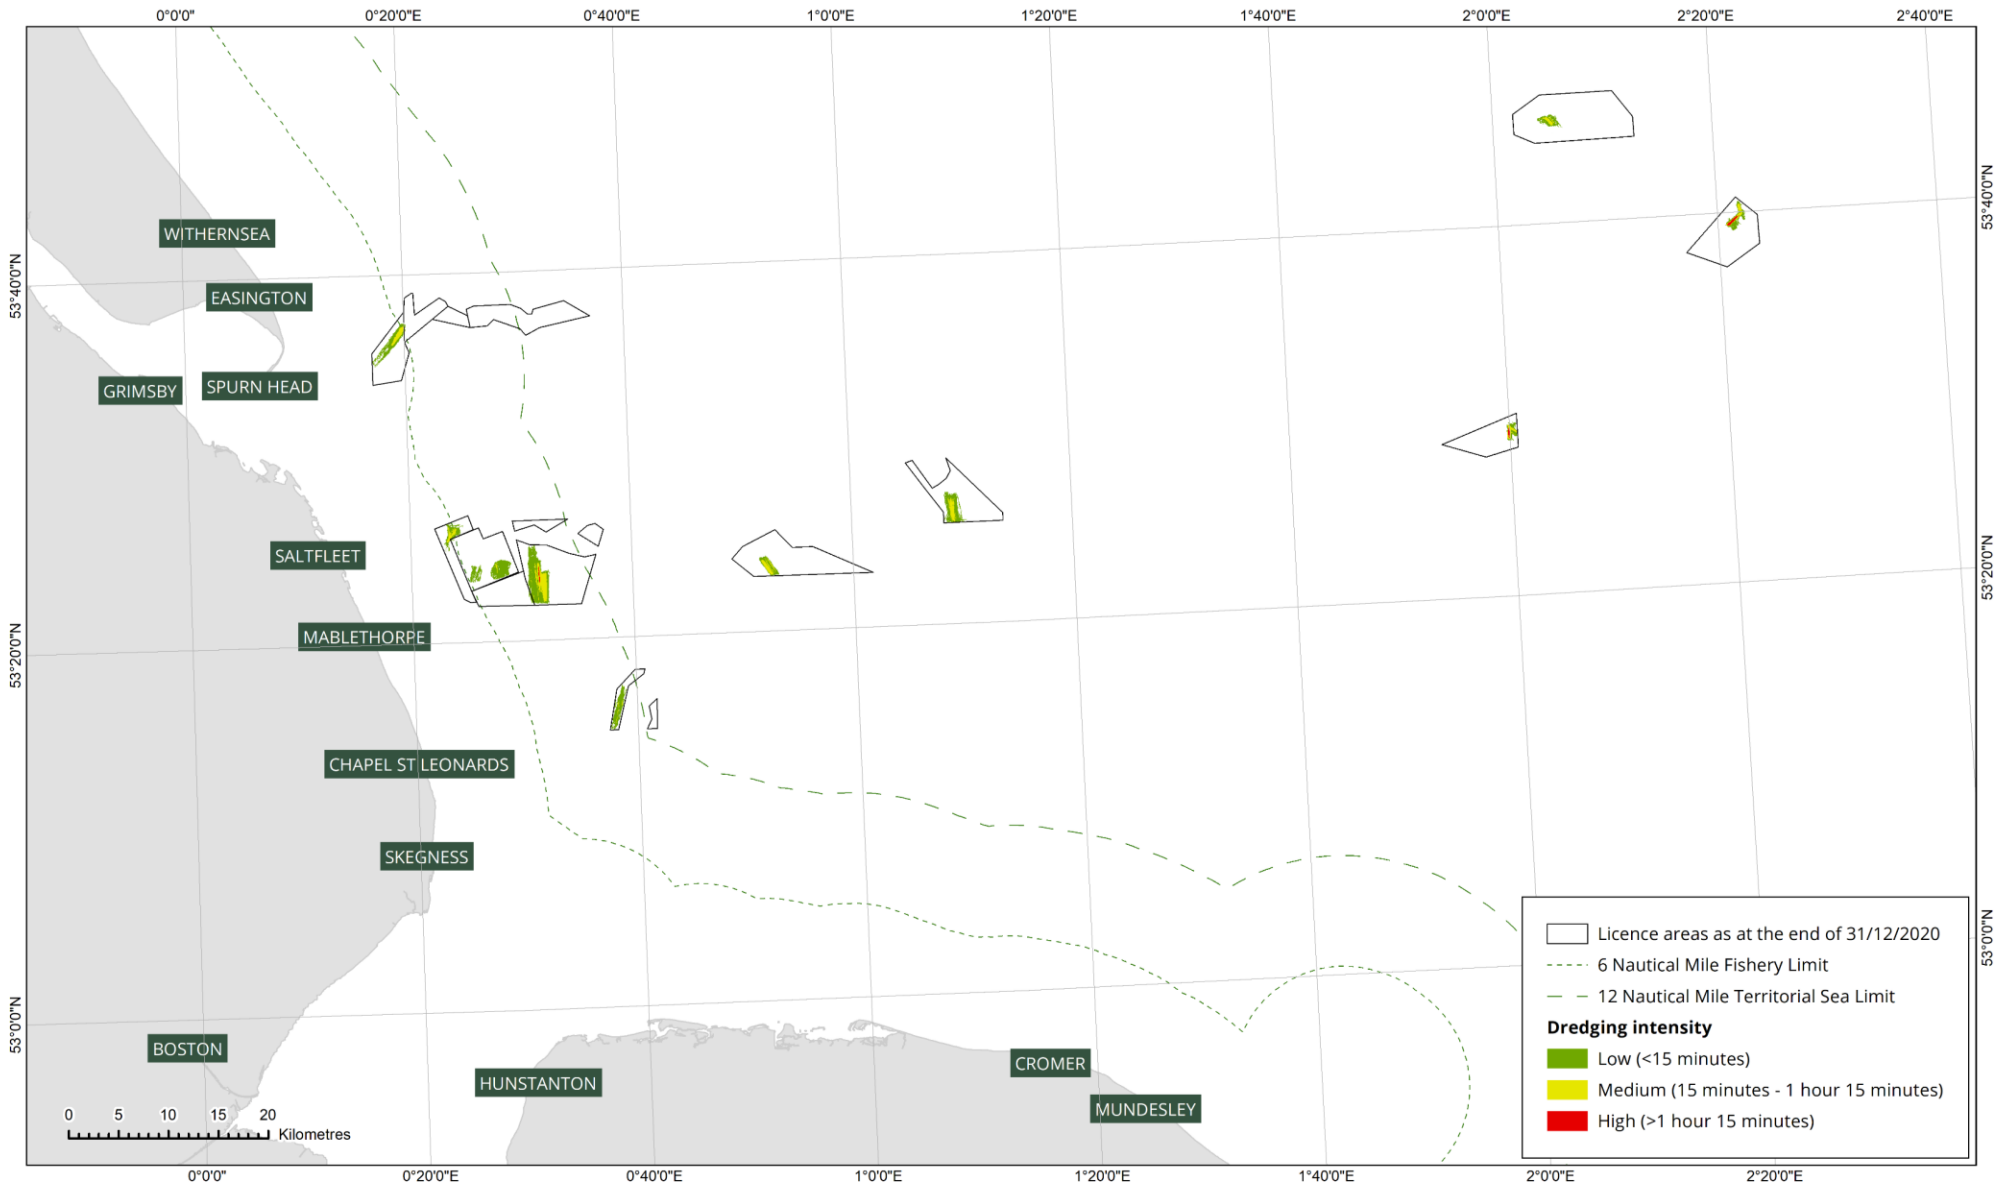 0°0'0"
0°20'0"E
0°40'0"E
1°0'0"E
1°20'0"E
1°40'0"E
2°0'0"E
2°20'0"E
2°40'0"E
53°40'0"N
53°40'0"N
WITHERNSEA
EASINGTON
GRIMSBY
SPURN HEAD
SALTFLEET
53°20'0"N
MABLETHORPE
53°20'0"N
CHAPEL ST LEONARDS
SKEGNESS
53°0'0"N
53°0'0"N
BOSTON
HUNSTANTON
CROMER
MUNDESLEY
0 5 10 15 20
Kilometres
Licence areas as at the end of 31/12/2020
6 Nautical Mile Fishery Limit
12 Nautical Mile Territorial Sea Limit
Dredging intensity
Low (<15 minutes)
Medium (15 minutes - 1 hour 15 minutes)
High (>1 hour 15 minutes)
0°0'0"
0°20'0"E
0°40'0"E
1°0'0"E
1°20'0"E
1°40'0"E
2°0'0"E
2°20'0"E